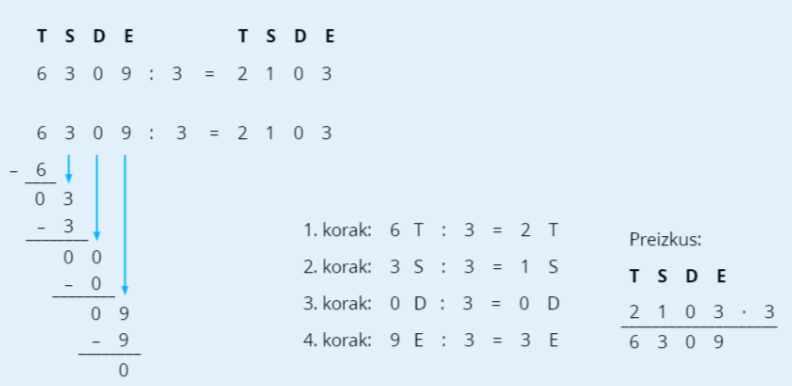 T S D E T S D E
6 3 0 9 : 3 = 2 1 0 3
6 3 0 9 : 3 = 2 1 0 3
- 6
0 3
- 3
0 0
- 0
0 9
- 9
0
1. korak: 6 T : 3 = 2 T
2. korak: 3 S : 3 = 1 S
3. korak: 0 D : 3 = 0 D
4. korak: 9 E : 3 = 3 E
Preizkus:
T S D E
2 1 0 3 · 3
6 3 0 9